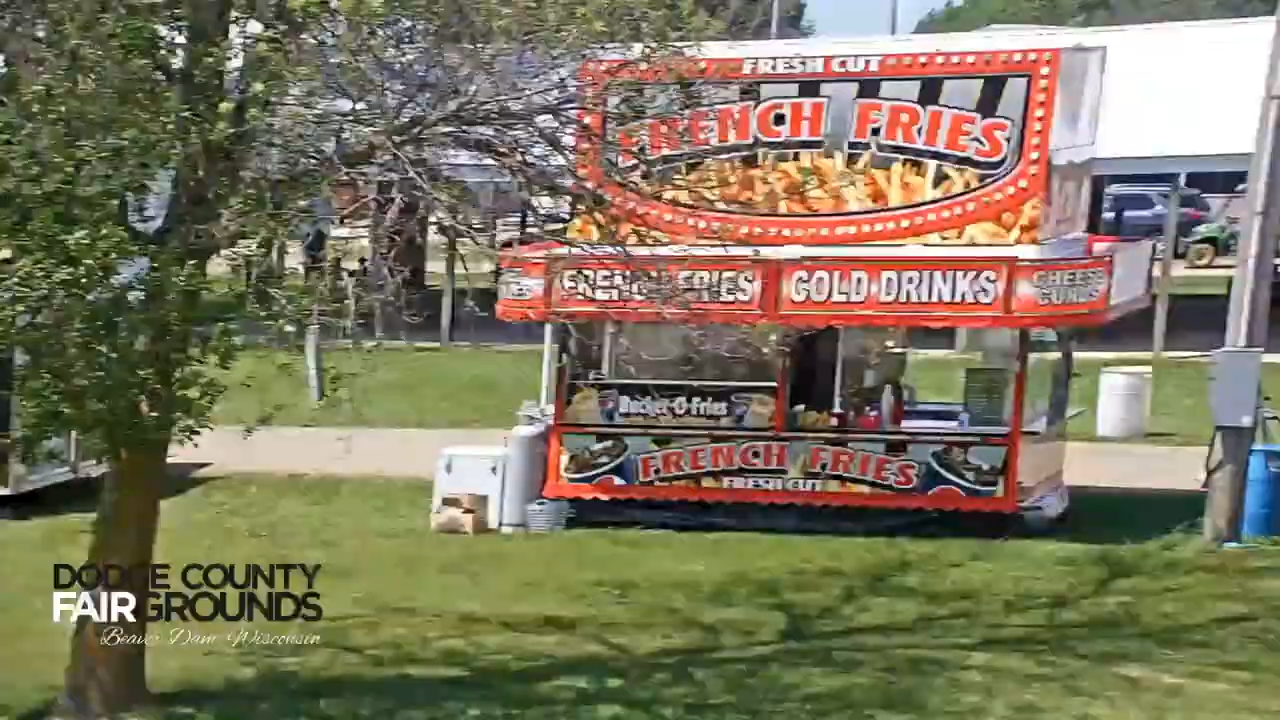 FRESH CUT
FRENCH FRIES
FRENCH FRIES
COLD DRINKS
CHEESE CURDS
Bucket-O-Fries
FRENCH FRIES
FRESH CUT
DODGE COUNTY
FAIRGROUNDS
Beaver Dam Wisconsin